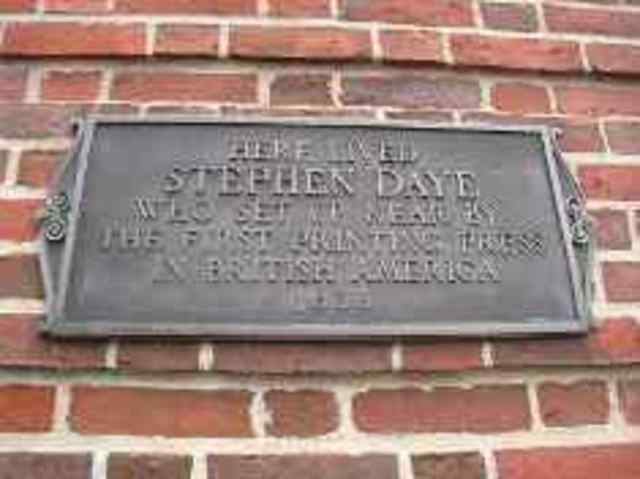 HERE LIVED
STEPHEN DAYE
WHO SET UP NEAR BY
THE FIRST PRINTING PRESS
IN BRITISH AMERICA